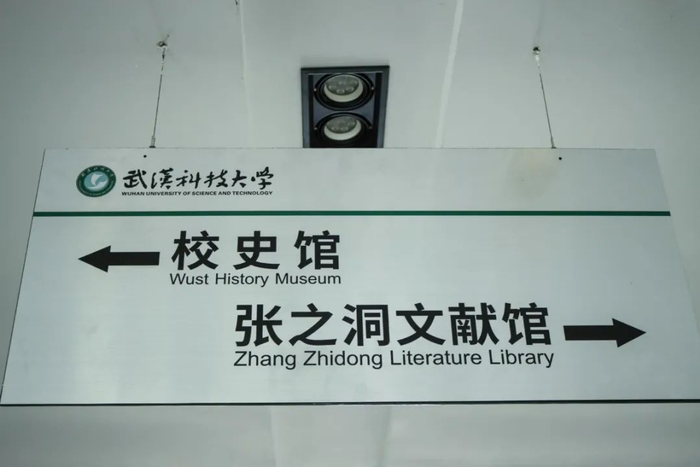 武汉科技大学
WUHAN UNIVERSITY OF SCIENCE AND TECHNOLOGY
校史馆
Wust History Museum
张之洞文献馆
Zhang Zhidong Literature Library